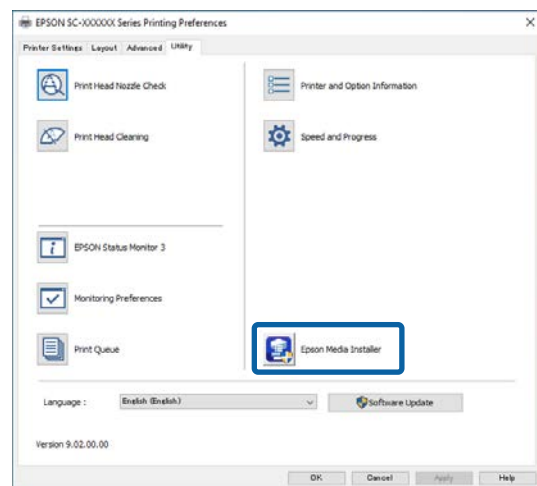 EPSON SC-XXXXXX Series Printing Preferences
Printer Settings Layout Advanced Utility
Print Head Nozzle Check
Printer and Option Information
Print Head Cleaning
Speed and Progress
EPSON Status Monitor 3
Monitoring Preferences
Print Queue
Epson Media Installer
Language :
English (English)
Software Update
Version 9.02.00.00
OK Cancel Apply Help